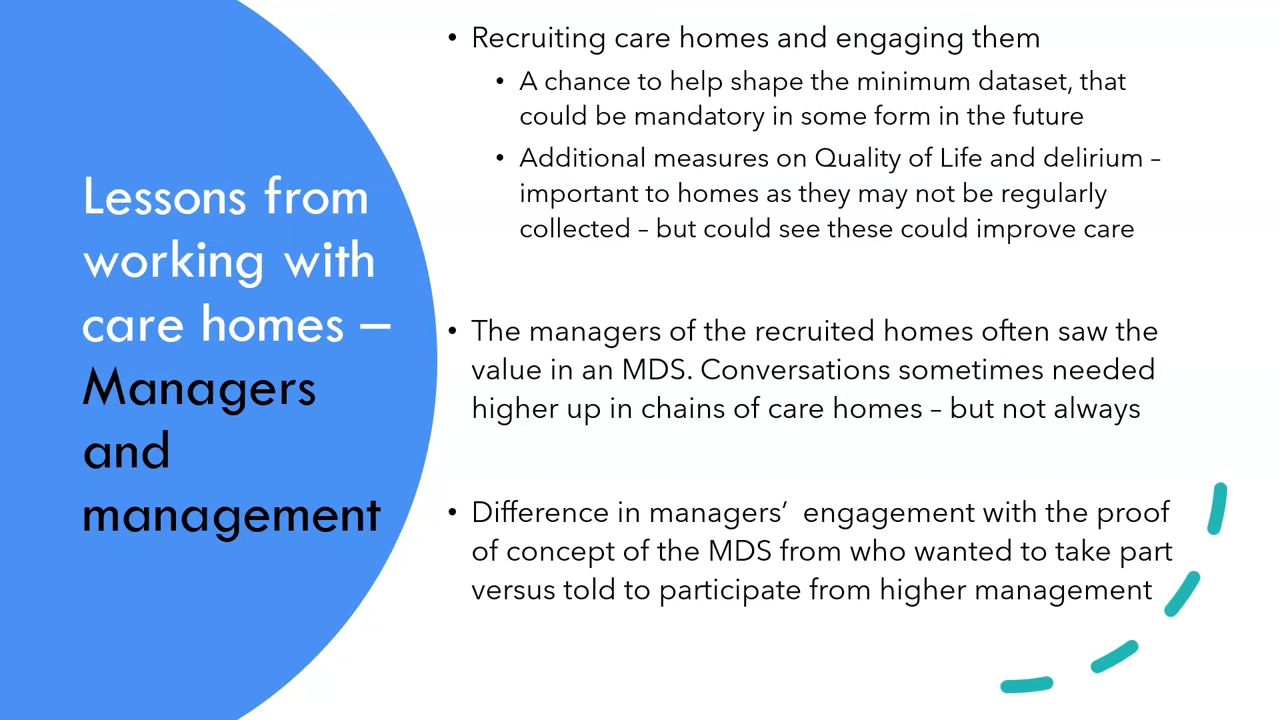 Lessons from
working with
care homes –
Managers
and
management
• Recruiting care homes and engaging them
• A chance to help shape the minimum dataset, that
could be mandatory in some form in the future
• Additional measures on Quality of Life and delirium –
important to homes as they may not be regularly
collected – but could see these could improve care
• The managers of the recruited homes often saw the
value in an MDS. Conversations sometimes needed
higher up in chains of care homes – but not always
• Difference in managers’  engagement with the proof
of concept of the MDS from who wanted to take part
versus told to participate from higher management